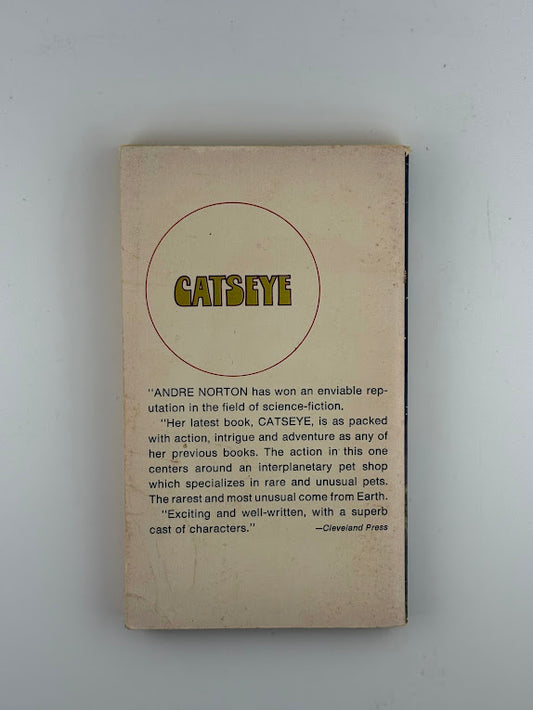 CATSEYE
"ANDRE NORTON has won an enviable rep-
utation in the field of science-fiction.
"Her latest book, CATSEYE, is as packed
with action, intrigue and adventure as any of
her previous books. The action in this one
centers around an interplanetary pet shop
which specializes in rare and unusual pets.
The rarest and most unusual come from Earth.
"Exciting and well-written, with a superb
cast of characters."
—Cleveland Press